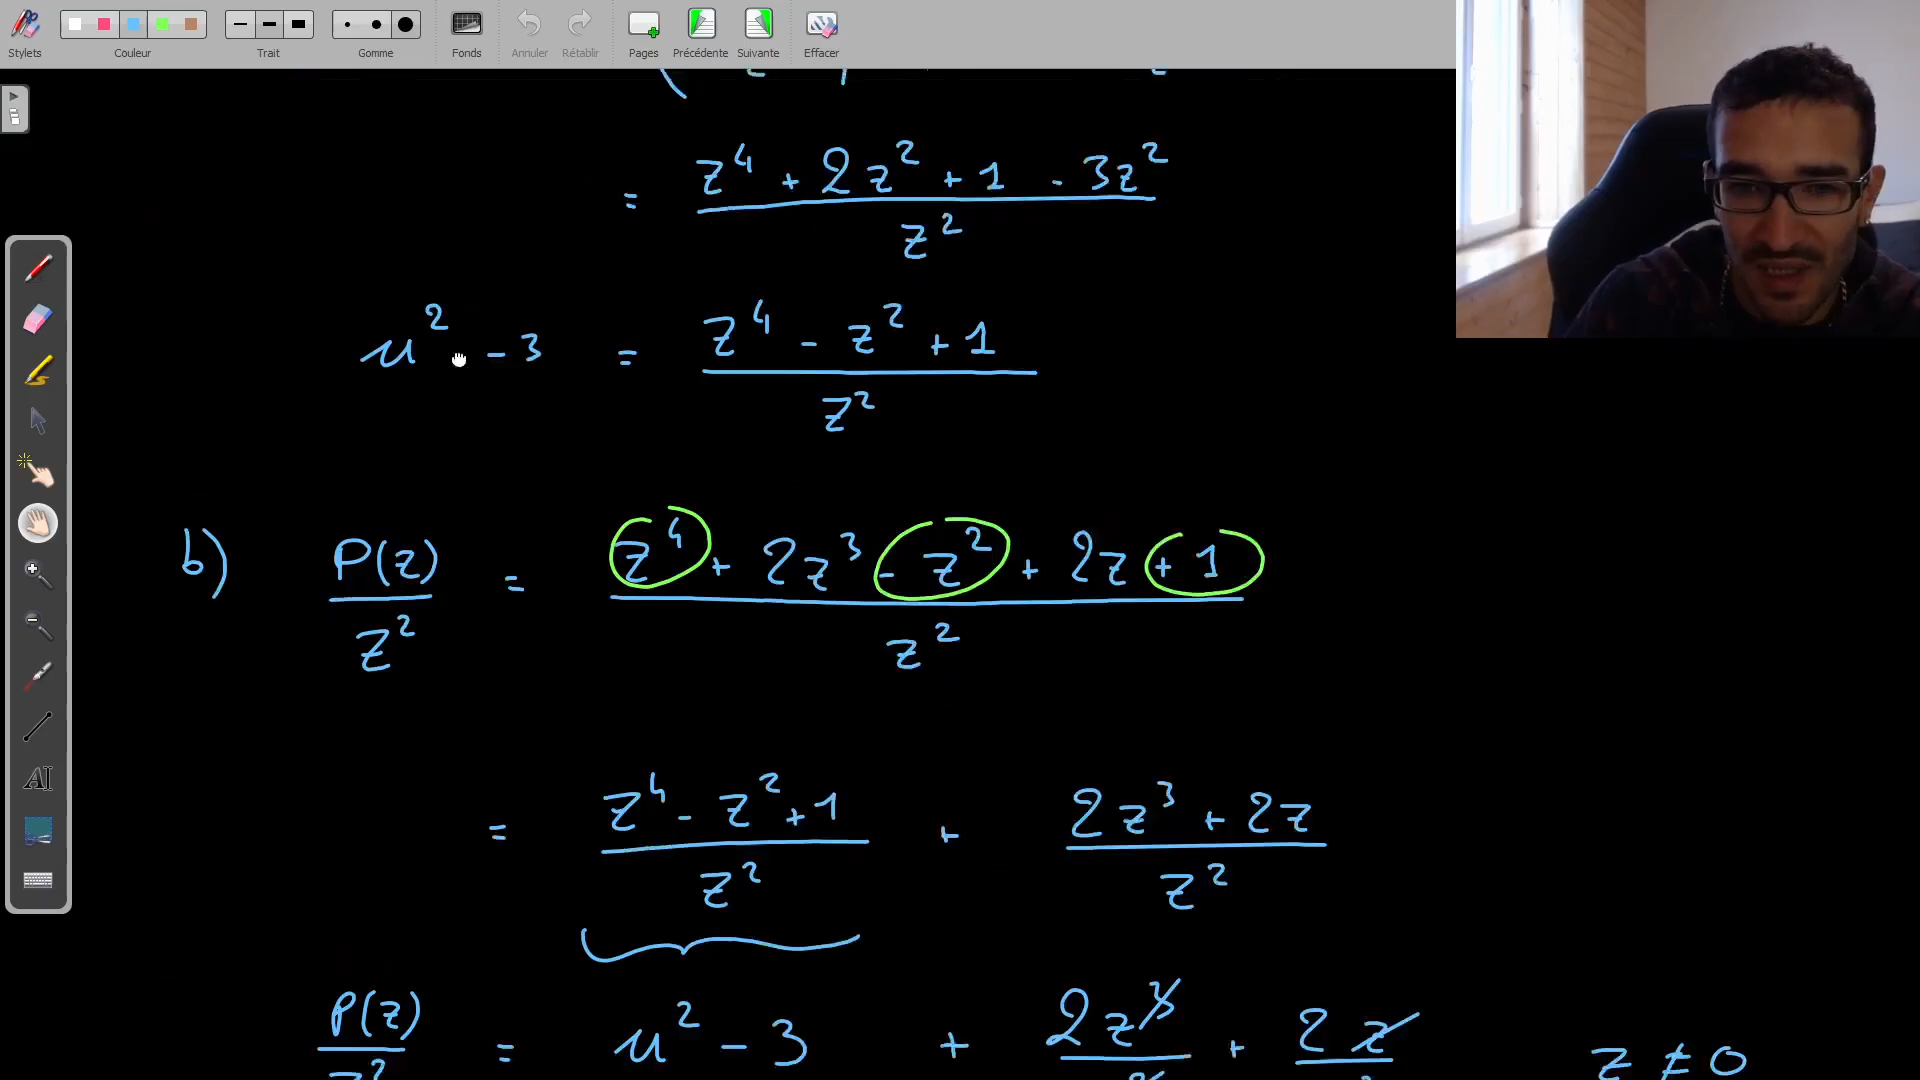 Stylets Couleur Trait Gomme Fonds Annuler Rétablir Pages Précédente Suivante Effacer
= z⁴ + 2z² + 1 - 3z² / z²
u² - 3 = z⁴ - z² + 1 / z²
b) P(z) / z² = z⁴ + 2z³ - z² + 2z + 1 / z²
= z⁴ - z² + 1 / z² + 2z³ + 2z / z²
P(z) / z² = u² - 3 + 2z³ + 2z z ≠ 0
AI